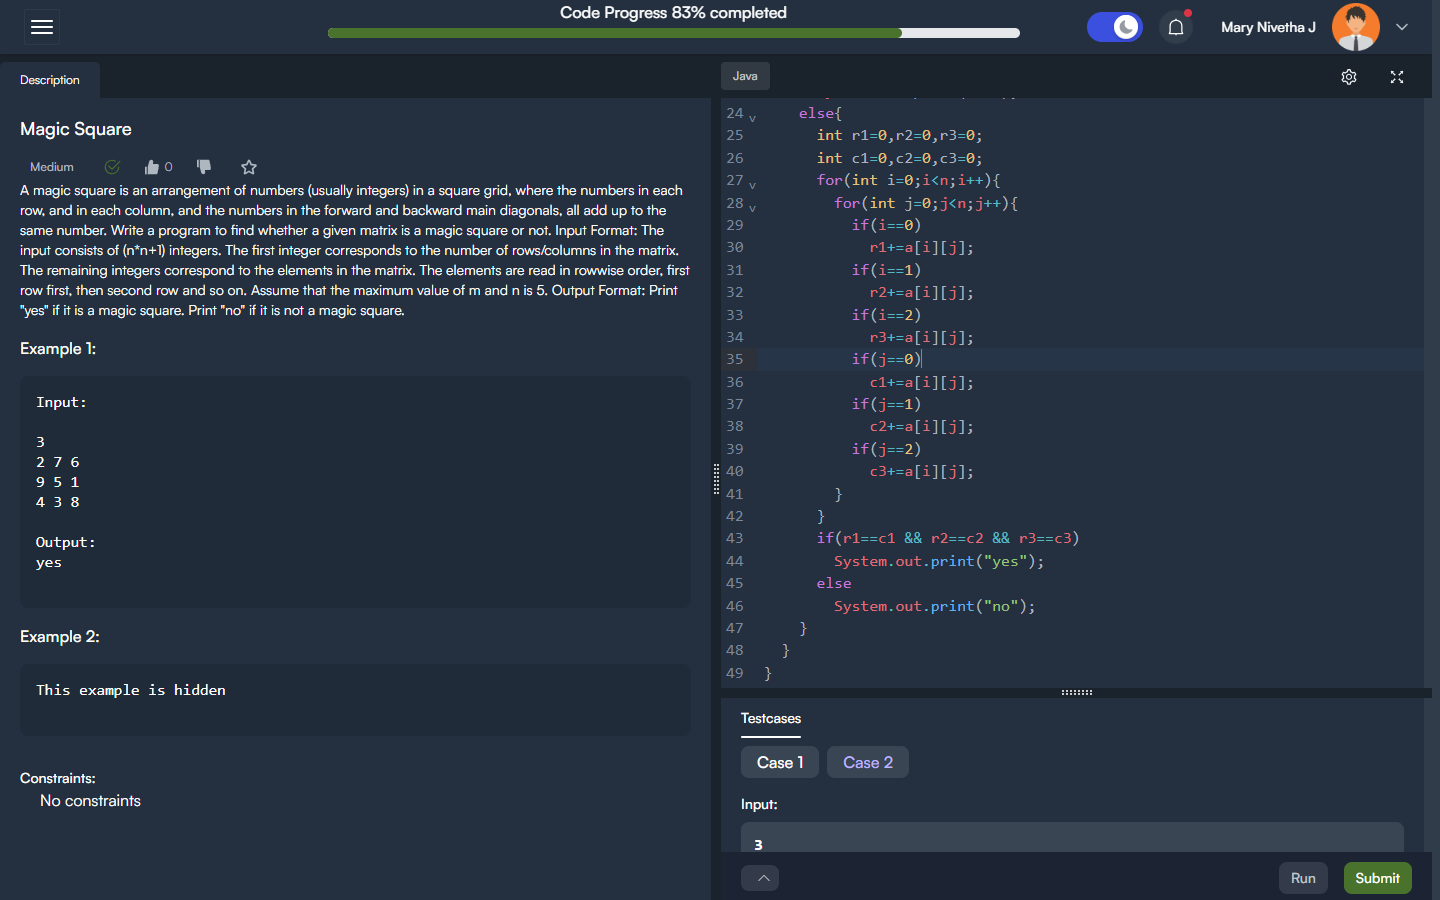 Code Progress 83% completed
Mary Nivetha J
Description
Magic Square
Medium
0
A magic square is an arrangement of numbers (usually integers) in a square grid, where the numbers in each
row, and in each column, and the numbers in the forward and backward main diagonals, all add up to the
same number. Write a program to find whether a given matrix is a magic square or not. Input Format: The
input consists of (n*n+1) integers. The first integer corresponds to the number of rows/columns in the matrix.
The remaining integers correspond to the elements in the matrix. The elements are read in rowwise order, first
row first, then second row and so on. Assume that the maximum value of m and n is 5. Output Format: Print
"yes" if it is a magic square. Print "no" if it is not a magic square.
Example 1:
Input:
3
2 7 6
9 5 1
4 3 8
Output:
yes
Example 2:
This example is hidden
Constraints:
No constraints
Java
24 else{
25 int r1=0,r2=0,r3=0;
26 int c1=0,c2=0,c3=0;
27 for(int i=0;i<n;i++){
28 for(int j=0;j<n;j++){
29 if(i==0)
30 r1+=a[i][j];
31 if(i==1)
32 r2+=a[i][j];
33 if(i==2)
34 r3+=a[i][j];
35 if(j==0)
36 c1+=a[i][j];
37 if(j==1)
38 c2+=a[i][j];
39 if(j==2)
40 c3+=a[i][j];
41 }
42 }
43 if(r1==c1 && r2==c2 && r3==c3)
44 System.out.print("yes");
45 else
46 System.out.print("no");
47 }
48 }
49 }
Testcases
Case 1 Case 2
Input:
3
Run Submit